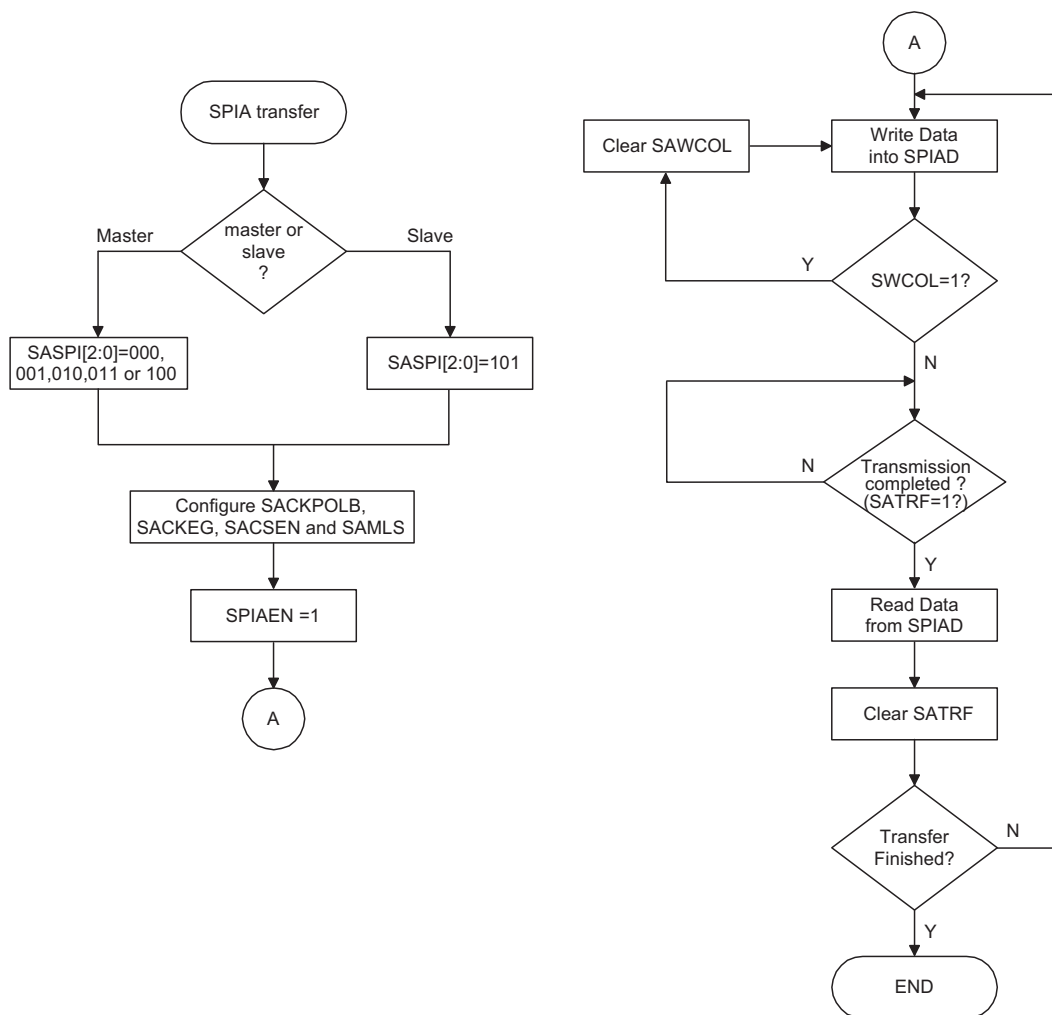 SPIA transfer
master or
slave
?
Master
Slave
SASPI[2:0]=000,
001,010,011 or 100
SASPI[2:0]=101
Configure SACKPOLB,
SACKEG, SACSEN and SAMLS
SPIAEN =1
A
A
Clear SAWCOL
Write Data
into SPIAD
Y
SWCOL=1?
N
N
Transmission
completed ?
(SATRF=1?)
Y
Read Data
from SPIAD
Clear SATRF
Transfer
Finished?
N
Y
END